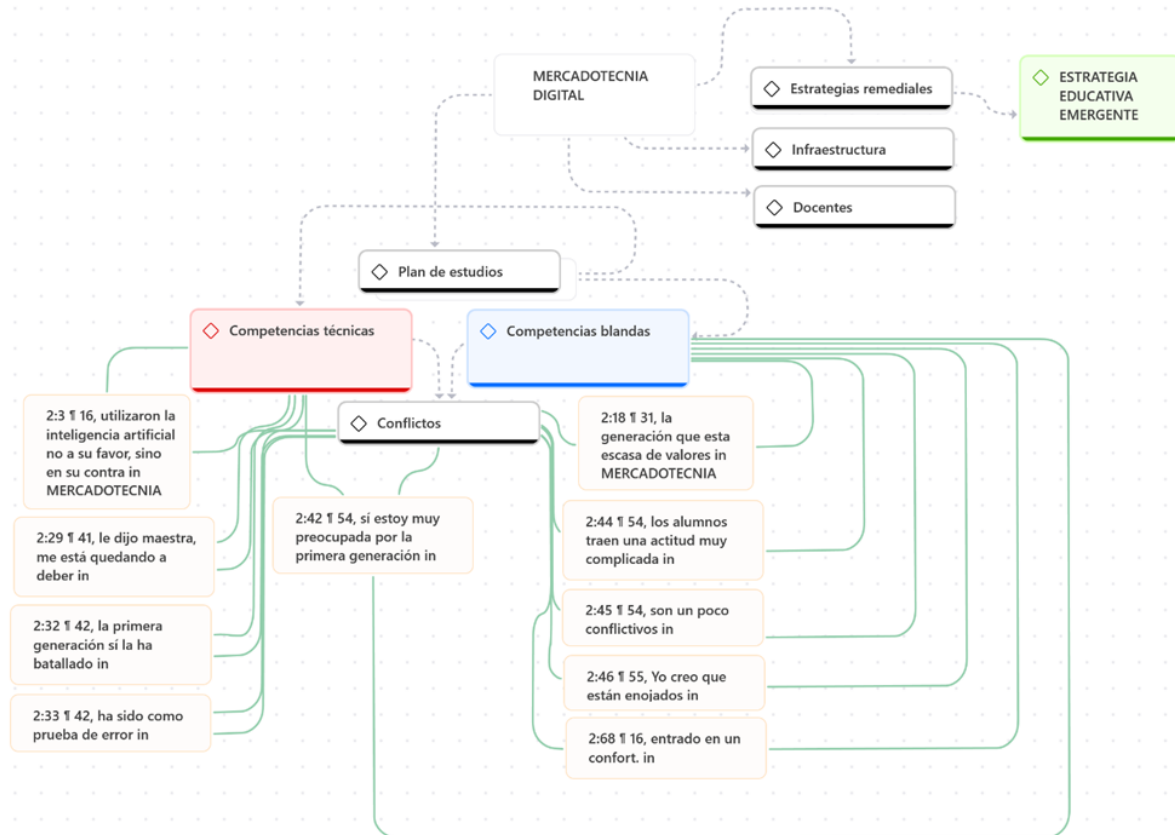 MERCADOTECNIA
DIGITAL
Estrategias remediales
ESTRATEGIA
EDUCATIVA
EMERGENTE
Infraestructura
Docentes
Plan de estudios
Competencias técnicas
Competencias blandas
Conflictos
2:3 ¶ 16, utilizaron la
inteligencia artificial
no a su favor, sino
en su contra in
MERCADOTECNIA
2:18 ¶ 31, la
generación que esta
escasa de valores in
MERCADOTECNIA
2:42 ¶ 54, sí estoy muy
preocupada por la
primera generación in
2:29 ¶ 41, le dijo maestra,
me está quedando a
deber in
2:44 ¶ 54, los alumnos
traen una actitud muy
complicada in
2:32 ¶ 42, la primera
generación sí la ha
batallado in
2:45 ¶ 54, son un poco
conflictivos in
2:46 ¶ 55, Yo creo que
están enojados in
2:33 ¶ 42, ha sido como
prueba de error in
2:68 ¶ 16, entrado en un
confort. in